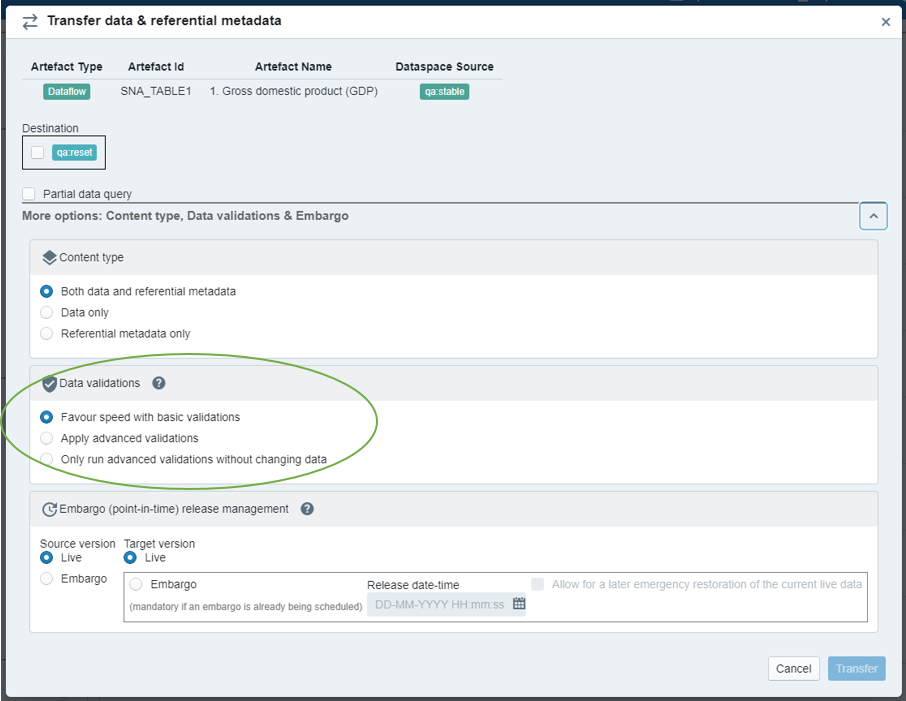 Transfer data & referential metadata
Artefact Type Artefact Id Artefact Name Dataspace Source
Dataflow SNA_TABLE1 1. Gross domestic product (GDP) qa:stable
Destination
qa:reset
Partial data query
More options: Content type, Data validations & Embargo
Content type
Both data and referential metadata
Data only
Referential metadata only
Data validations ?
Favour speed with basic validations
Apply advanced validations
Only run advanced validations without changing data
Embargo (point-in-time) release management ?
Source version Target version
Live Live
Embargo Embargo Release date-time Allow for a later emergency restoration of the current live data
(mandatory if an embargo is already being scheduled) DD-MM-YYYY HH:mm:ss
Cancel Transfer